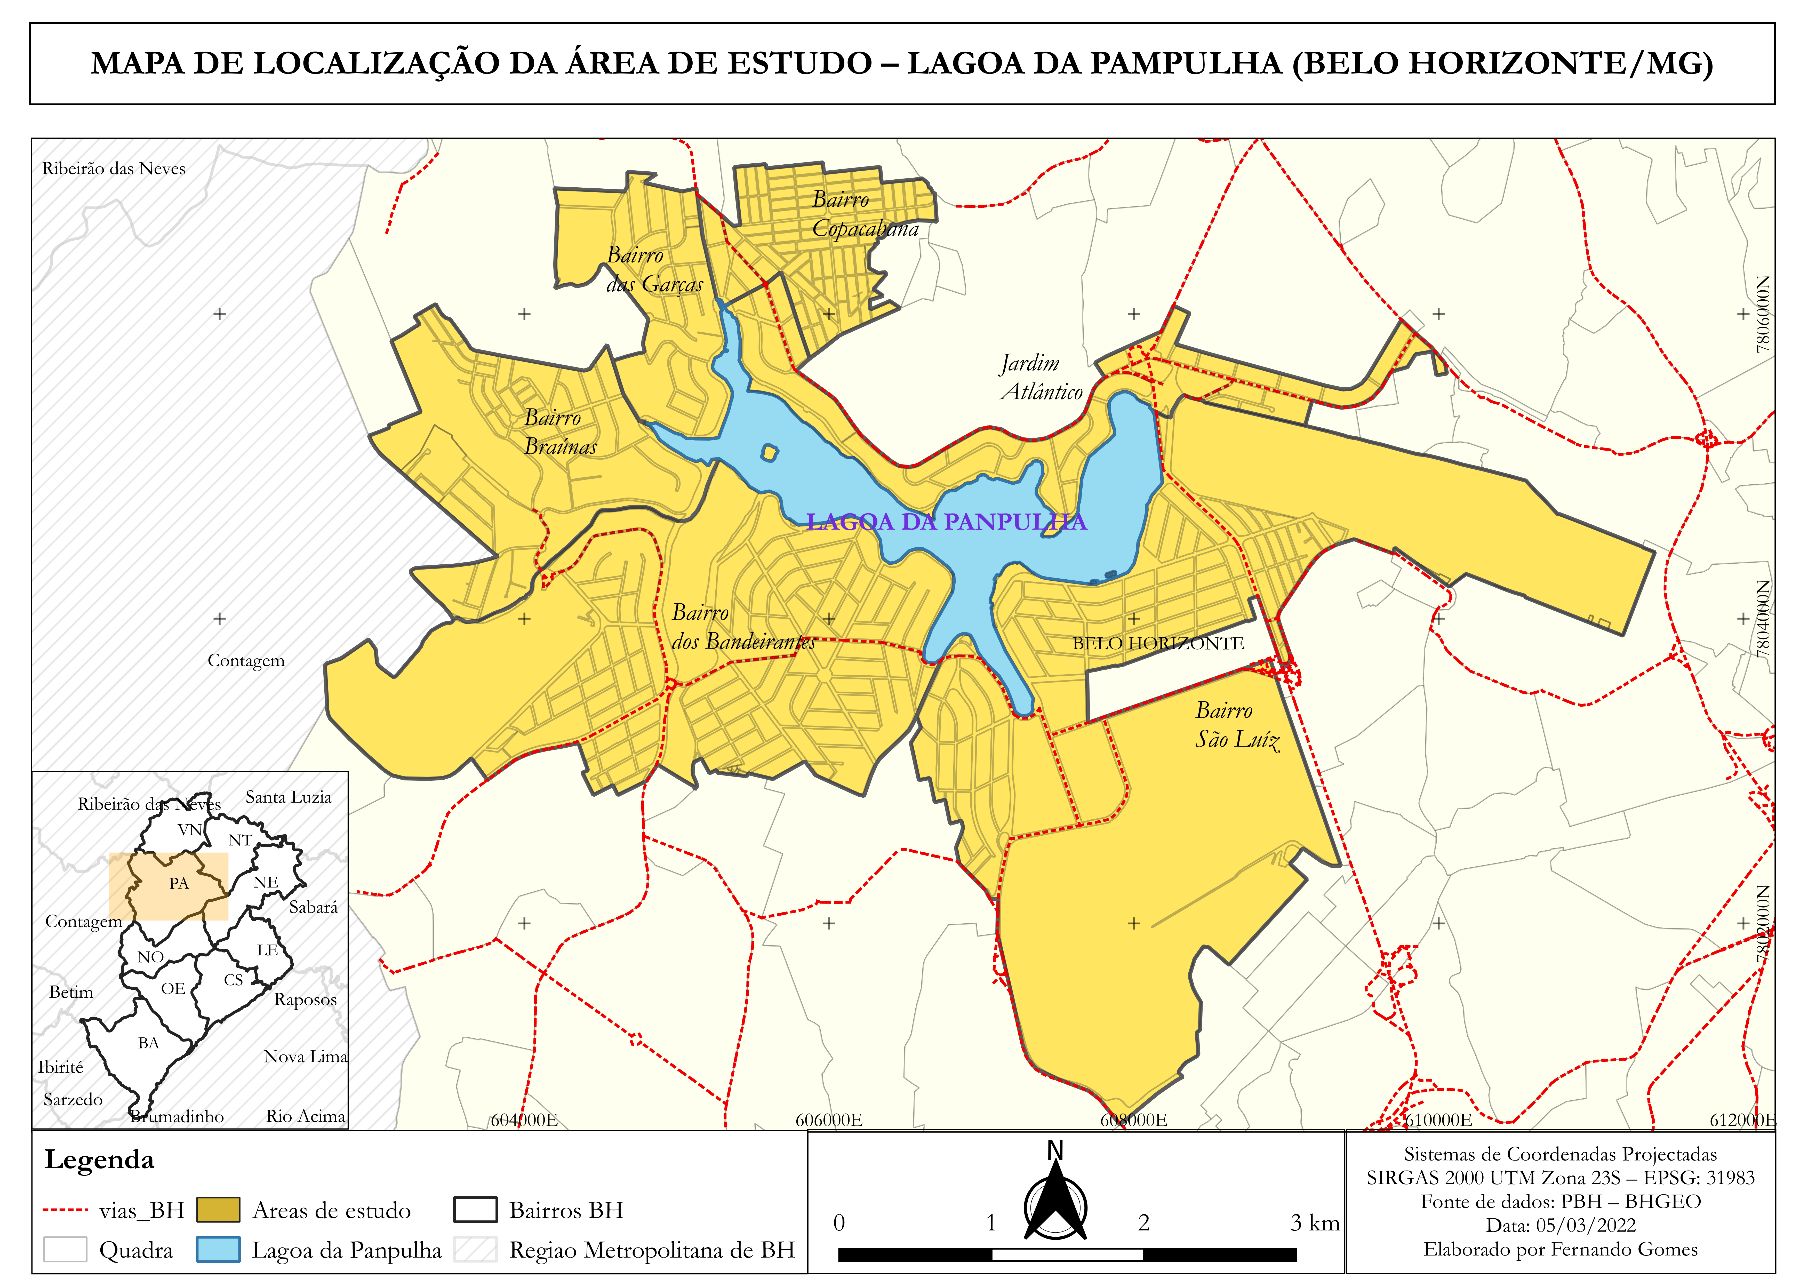 MAPA DE LOCALIZAÇÃO DA ÁREA DE ESTUDO – LAGOA DA PAMPULHA (BELO HORIZONTE/MG)
Ribeirão das Neves
Bairro
Copacabana
Bairro
das Garças
7806000N
Jardim
Atlântico
Bairro
Braúnas
LAGOA DA PANPULHA
Bairro
dos Bandeirantes
7804000N
BELO HORIZONTE
Contagem
Bairro
São Luíz
Ribeirão das Neves
Santa Luzia
VN
NT
PA
NE
Sabará
Contagem
7802000N
NO
LE
CS
OE
Betim
Raposos
BA
Nova Lima
Ibirité
Sarzedo
Brumadinho
Rio Acima
604000E
606000E
608000E
610000E
612000E
Legenda
vias_BH
Areas de estudo
Bairros BH
Quadra
Lagoa da Panpulha
Regiao Metropolitana de BH
N
0 1 2 3 km
Sistemas de Coordenadas Projectadas
SIRGAS 2000 UTM Zona 23S – EPSG: 31983
Fonte de dados: PBH – BHGEO
Data: 05/03/2022
Elaborado por Fernando Gomes